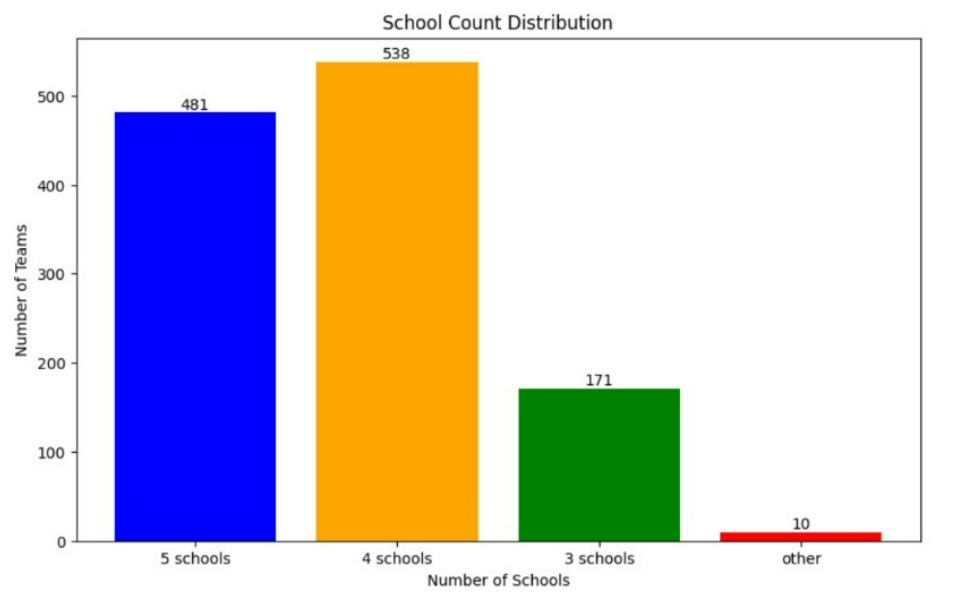 School Count Distribution
538
481
171
10
500
400
300
200
100
0
Number of Teams
5 schools
4 schools
3 schools
other
Number of Schools